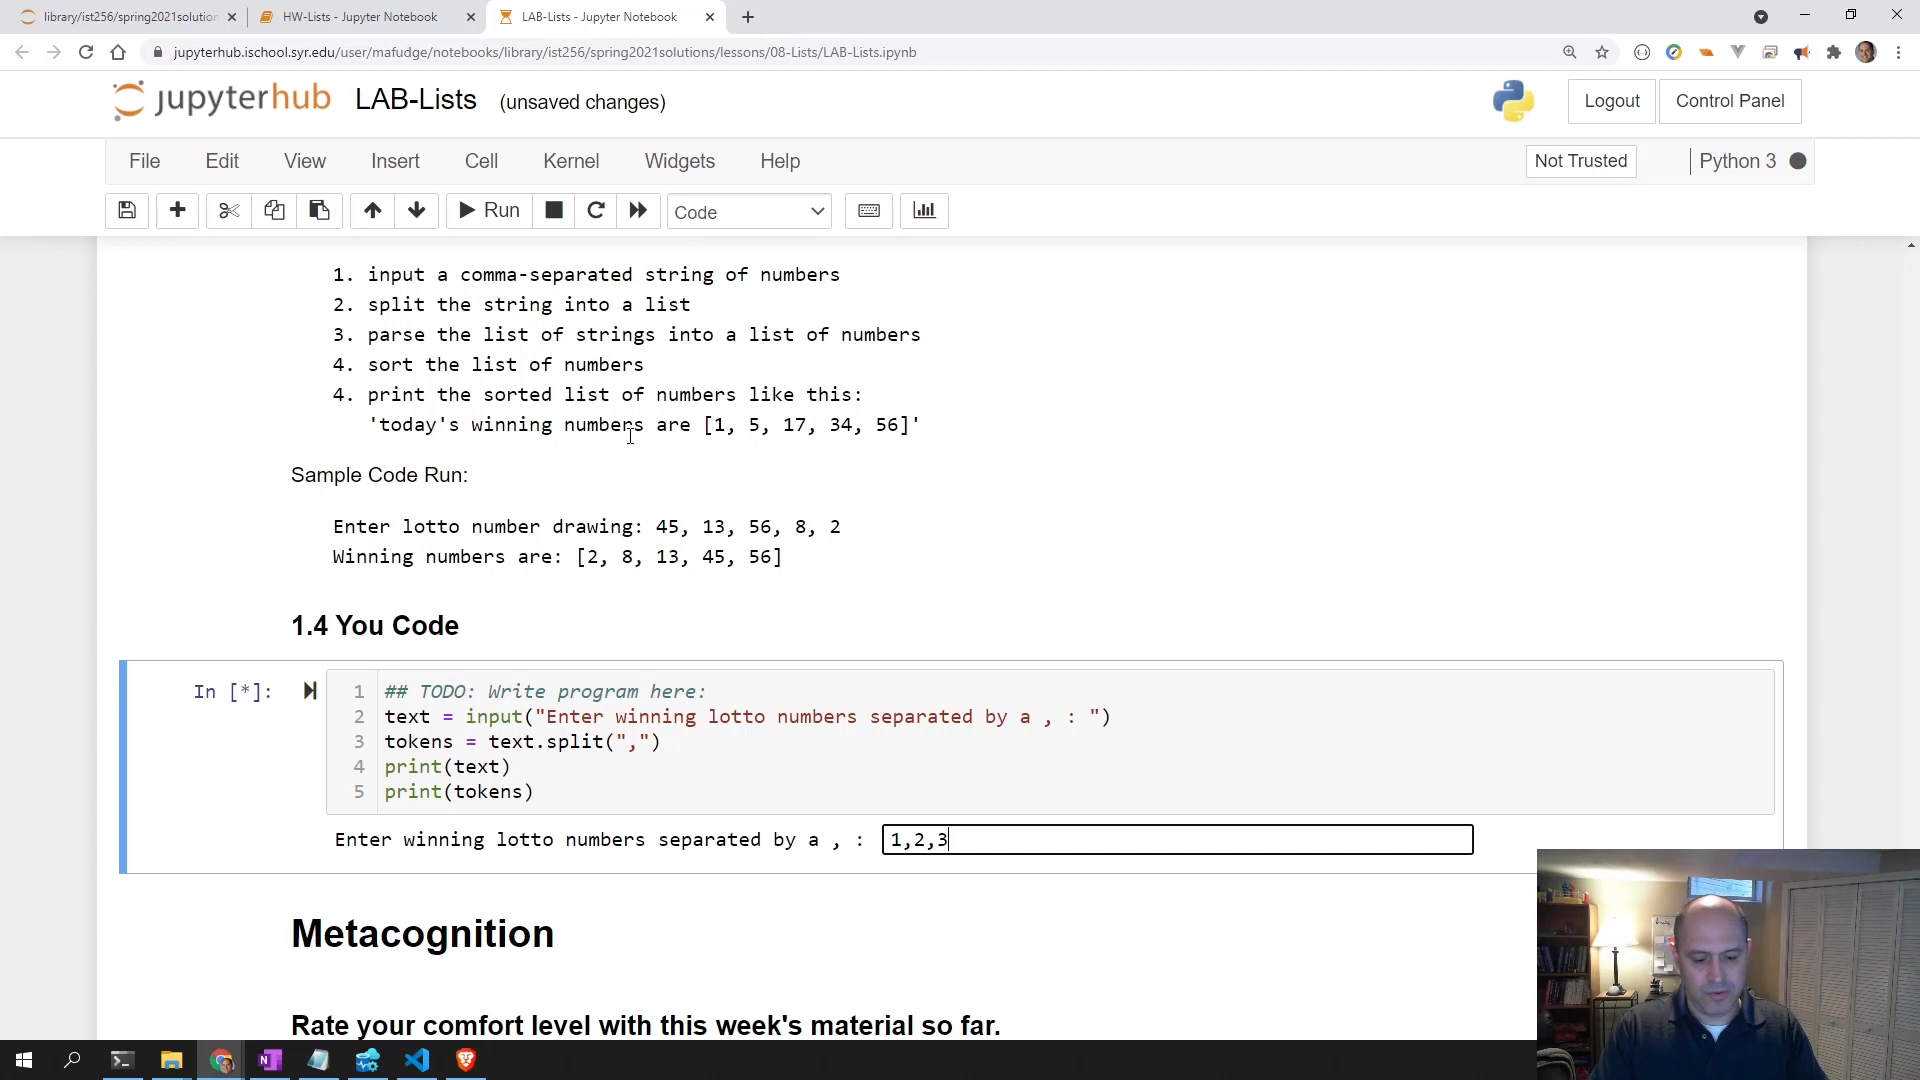 library/ist256/spring2021solution
HW-Lists - Jupyter Notebook
LAB-Lists - Jupyter Notebook
jupyterhub.ischool.syr.edu/user/mafudge/notebooks/library/ist256/spring2021solutions/lessons/08-Lists/LAB-Lists.ipynb
jupyterhub LAB-Lists (unsaved changes)
Logout Control Panel
File Edit View Insert Cell Kernel Widgets Help
Not Trusted Python 3
Run Code
1. input a comma-separated string of numbers
2. split the string into a list
3. parse the list of strings into a list of numbers
4. sort the list of numbers
4. print the sorted list of numbers like this:
'today's winning numbers are [1, 5, 17, 34, 56]'
Sample Code Run:
Enter lotto number drawing: 45, 13, 56, 8, 2
Winning numbers are: [2, 8, 13, 45, 56]
1.4 You Code
In [*]: 1 ## TODO: Write program here:
2 text = input("Enter winning lotto numbers separated by a , : ")
3 tokens = text.split(",")
4 print(text)
5 print(tokens)
Enter winning lotto numbers separated by a , : 1,2,3
Metacognition
Rate your comfort level with this week's material so far.